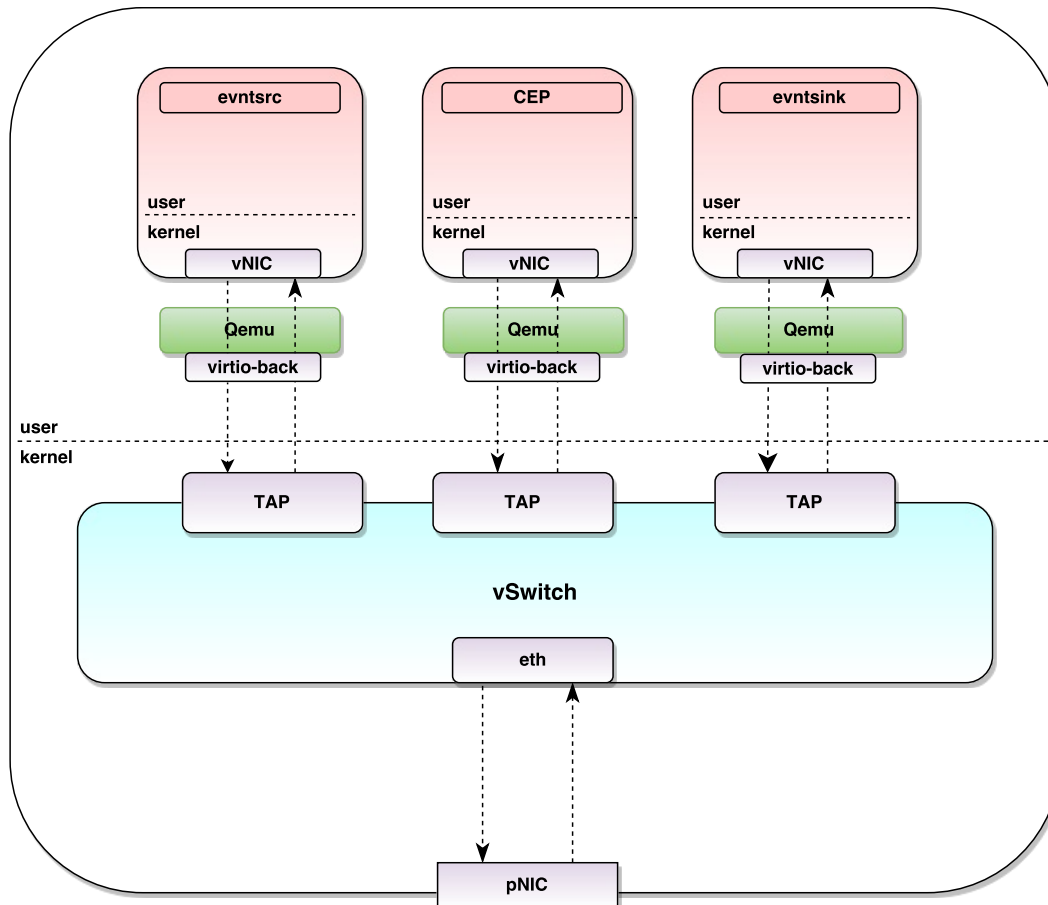 evntsrc
CEP
evntsink
user
user
user
kernel
kernel
kernel
vNIC
vNIC
vNIC
Qemu
Qemu
Qemu
virtio-back
virtio-back
virtio-back
user
kernel
TAP
TAP
TAP
vSwitch
eth
pNIC